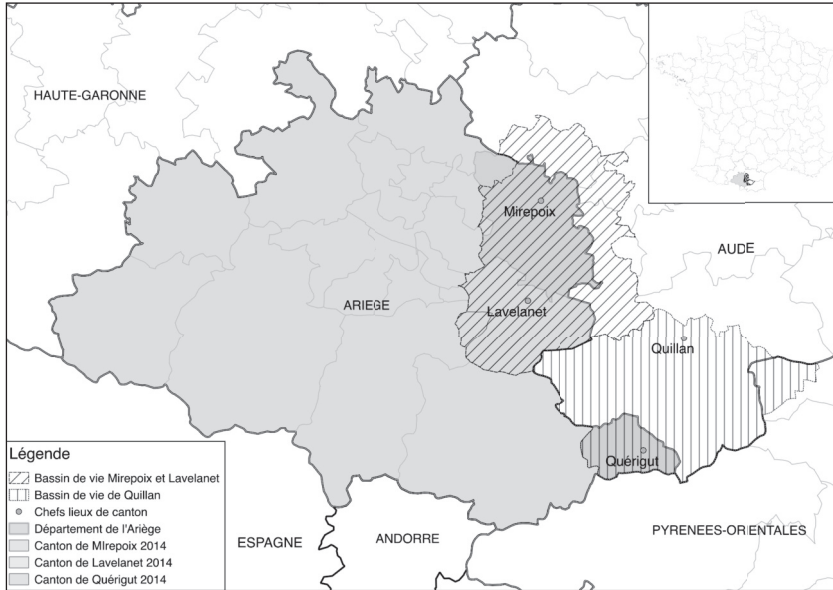 HAUTE-GARONNE
Mirepoix
AUDE
ARIEGE
Lavelanet
Quillan
Quérigut
Légende
Bassin de vie Mirepoix et Lavelanet
Bassin de vie de Quillan
Chefs lieux de canton
Département de l'Ariège
Canton de MIrepoix 2014
Canton de Lavelanet 2014
Canton de Quérigut 2014
ESPAGNE
ANDORRE
PYRENEES-ORIENTALES